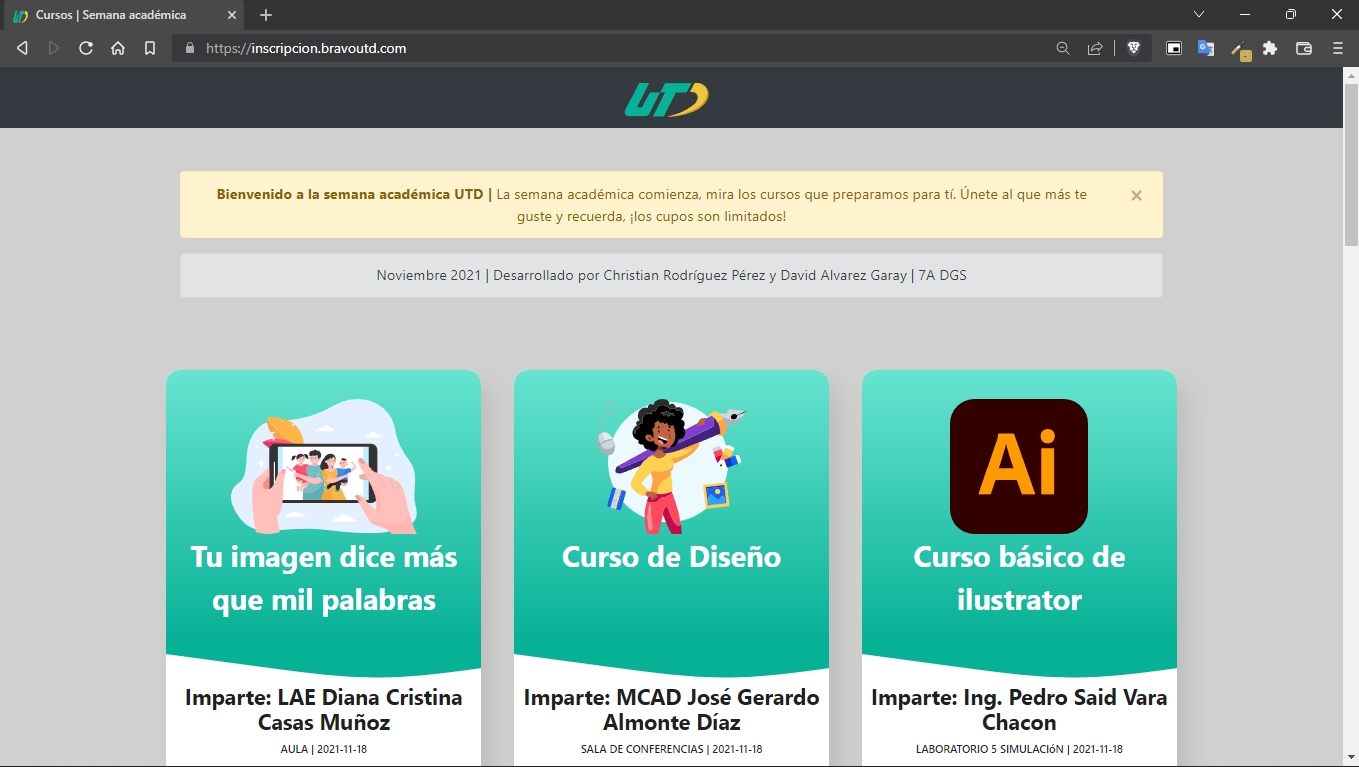 Cursos | Semana académica
https://inscripcion.bravoutd.com
UTD
Bienvenido a la semana académica UTD | La semana académica comienza, mira los cursos que preparamos para tí. Únete al que más te
guste y recuerda, ¡los cupos son limitados!
×
Noviembre 2021 | Desarrollado por Christian Rodríguez Pérez y David Alvarez Garay | 7A DGS
Tu imagen dice más
que mil palabras
Imparte: LAE Diana Cristina
Casas Muñoz
AULA | 2021-11-18
Curso de Diseño
Imparte: MCAD José Gerardo
Almonte Díaz
SALA DE CONFERENCIAS | 2021-11-18
Ai
Curso básico de
ilustrator
Imparte: Ing. Pedro Said Vara
Chacon
LABORATORIO 5 SIMULACIóN | 2021-11-18